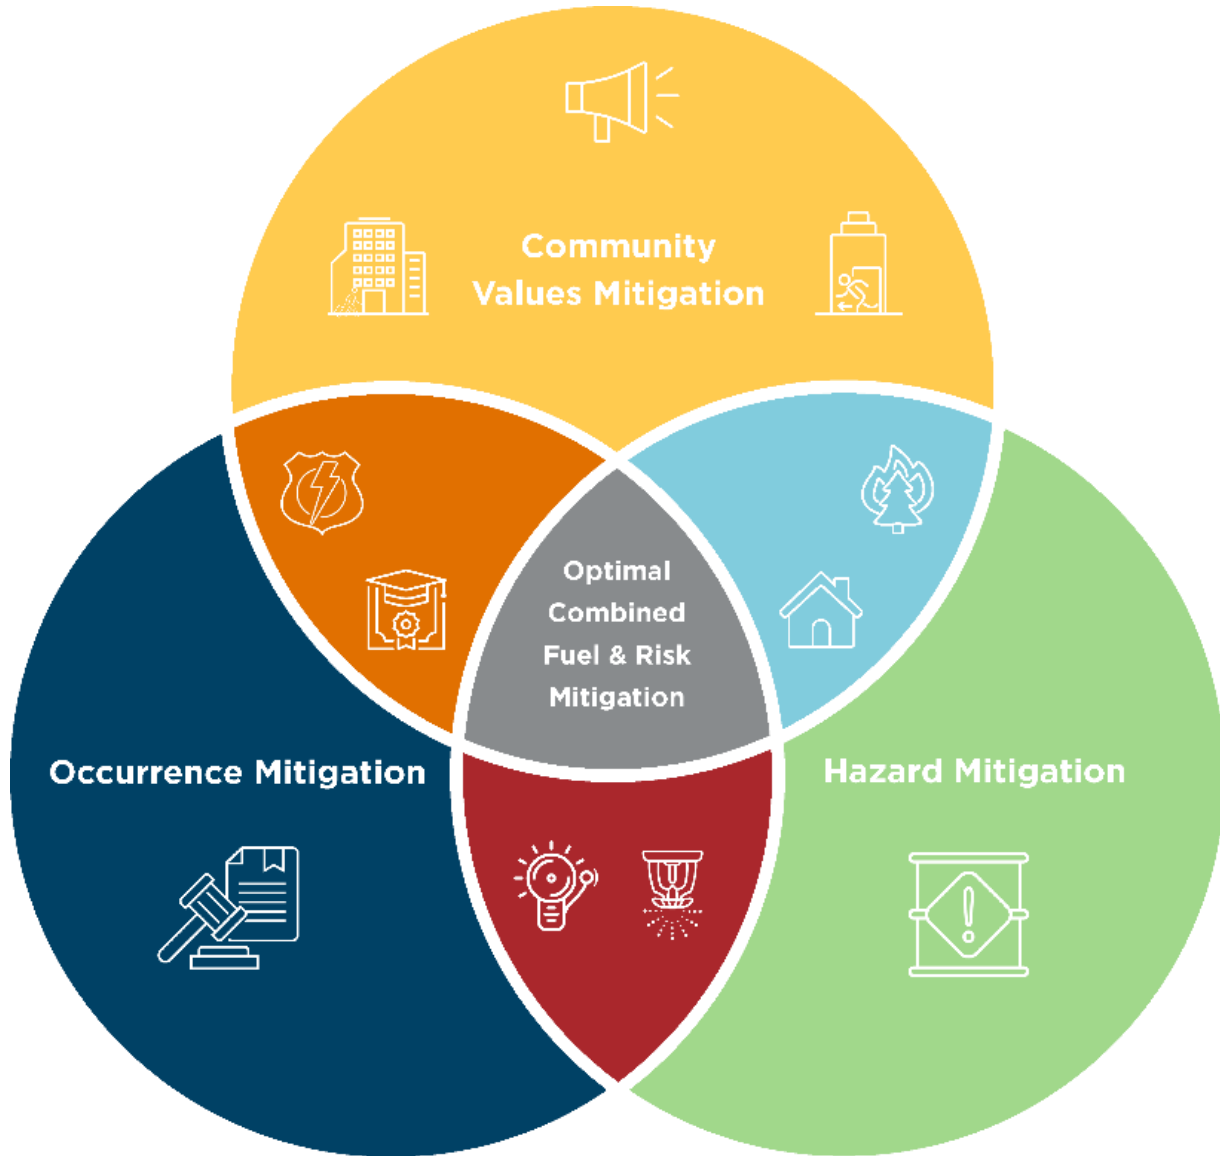 Community
Values Mitigation
Optimal
Combined
Fuel & Risk
Mitigation
Occurrence Mitigation
Hazard Mitigation